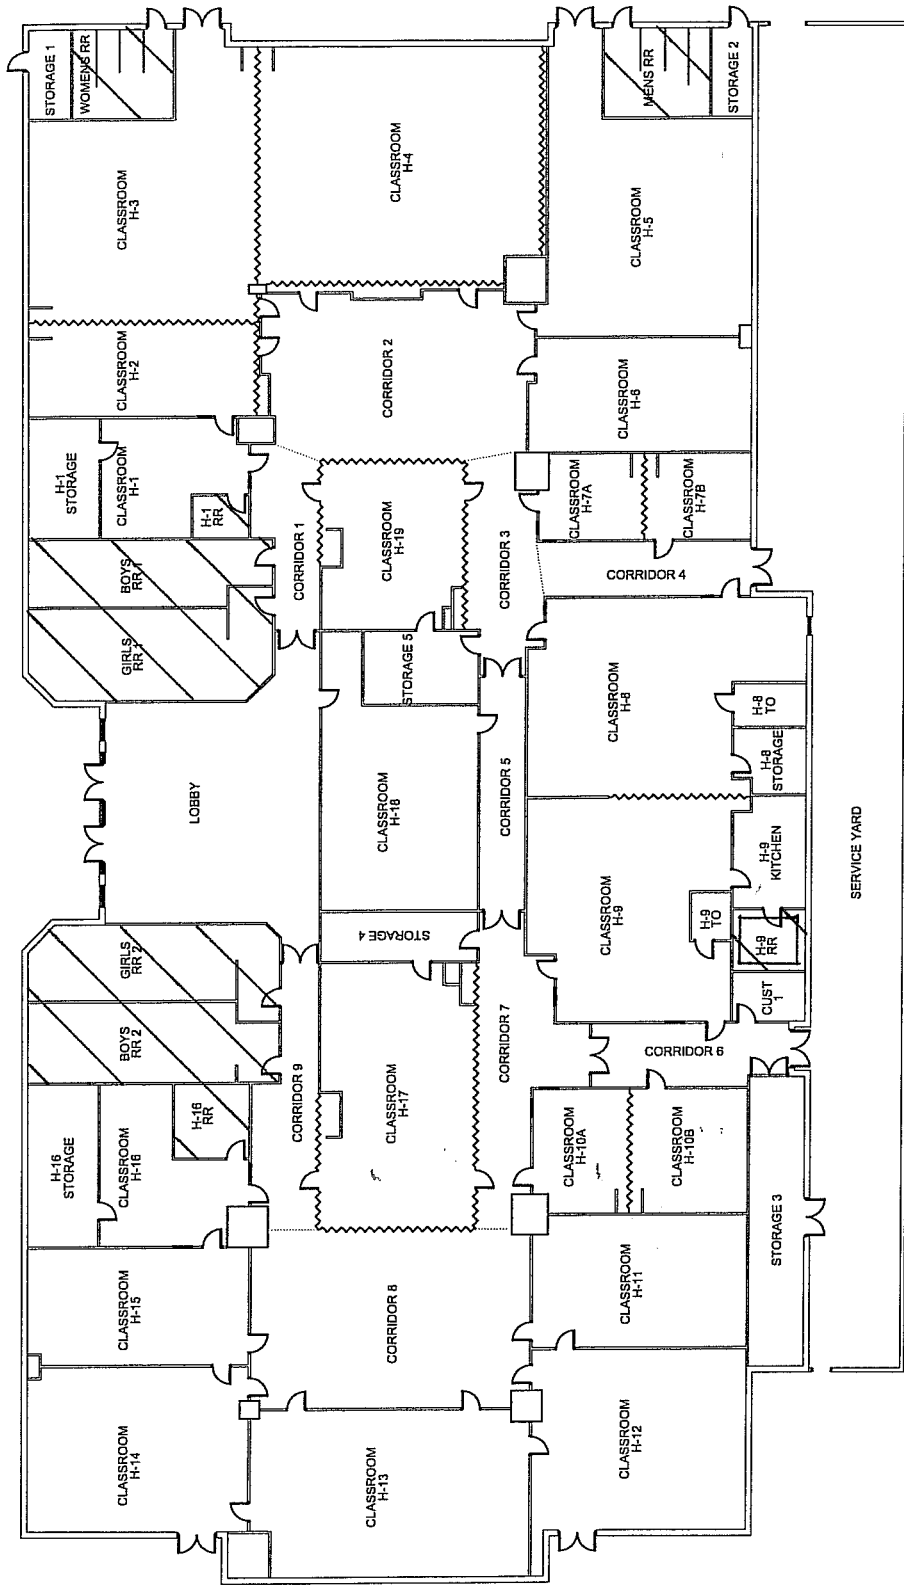 STORAGE 1
WOMENS RR
CLASSROOM
H-3
CLASSROOM
H-4
MENS RR
STORAGE 2
CLASSROOM
H-5
CLASSROOM
H-2
CORRIDOR 2
CLASSROOM
H-6
H-1
STORAGE
CLASSROOM
H-1
H-1
RR
BOYS
RR 1
GIRLS
RR 1
CORRIDOR 1
CLASSROOM
H-19
CORRIDOR 3
CLASSROOM
H-7A
CLASSROOM
H-7B
CORRIDOR 4
STORAGE 5
CLASSROOM
H-8
H-8
TO
H-8
STORAGE
LOBBY
CLASSROOM
H-18
CORRIDOR 5
CLASSROOM
H-9
H-9
KITCHEN
H-9
TO
H-9
RR
CUST
1
SERVICE YARD
GIRLS
RR 2
BOYS
RR 2
STORAGE 4
CORRIDOR 9
CLASSROOM
H-17
CORRIDOR 7
CORRIDOR 6
H-16
STORAGE
CLASSROOM
H-16
H-16
RR
CLASSROOM
H-10A
CLASSROOM
H-10B
STORAGE 3
CLASSROOM
H-15
CORRIDOR 8
CLASSROOM
H-11
CLASSROOM
H-14
CLASSROOM
H-13
CLASSROOM
H-12